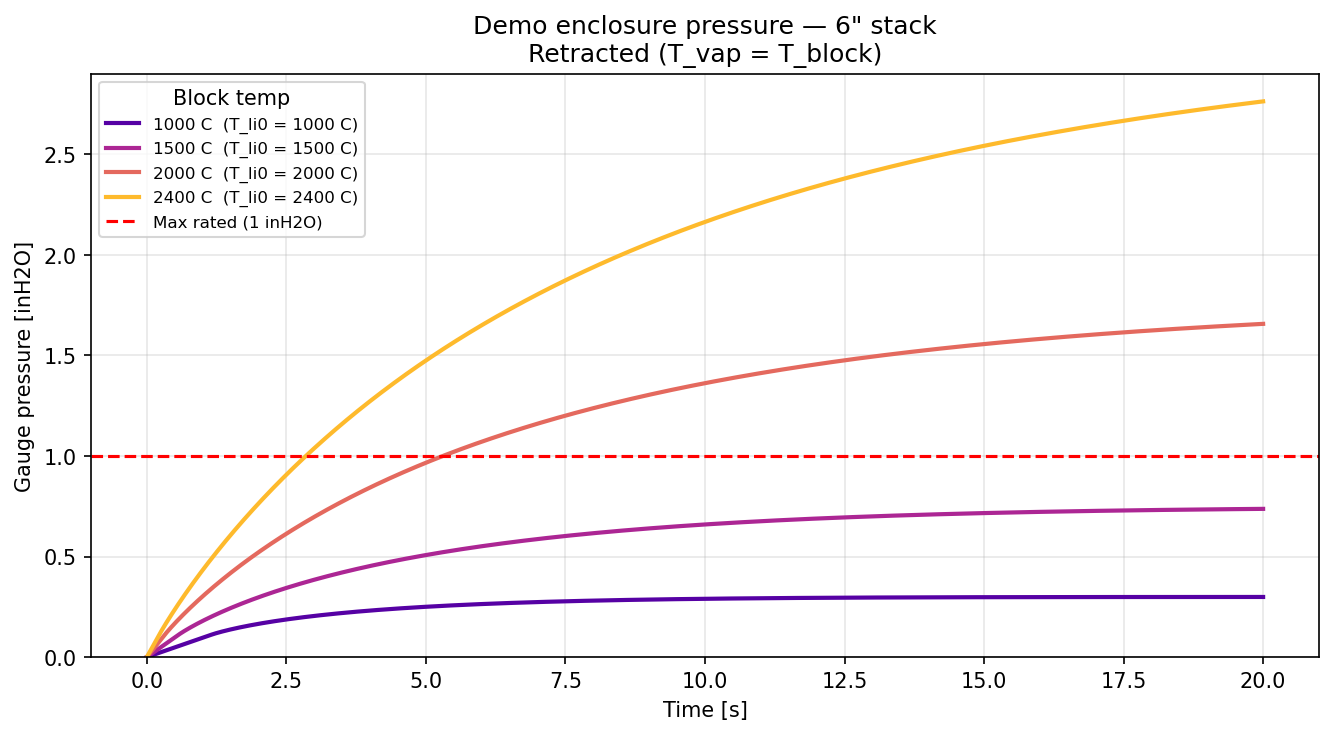 Demo enclosure pressure — 6" stack
Retracted (T_vap = T_block)
Gauge pressure [inH2O]
2.5
2.0
1.5
1.0
0.5
0.0
Block temp
1000 C (T_li0 = 1000 C)
1500 C (T_li0 = 1500 C)
2000 C (T_li0 = 2000 C)
2400 C (T_li0 = 2400 C)
Max rated (1 inH2O)
0.0 2.5 5.0 7.5 10.0 12.5 15.0 17.5 20.0
Time [s]